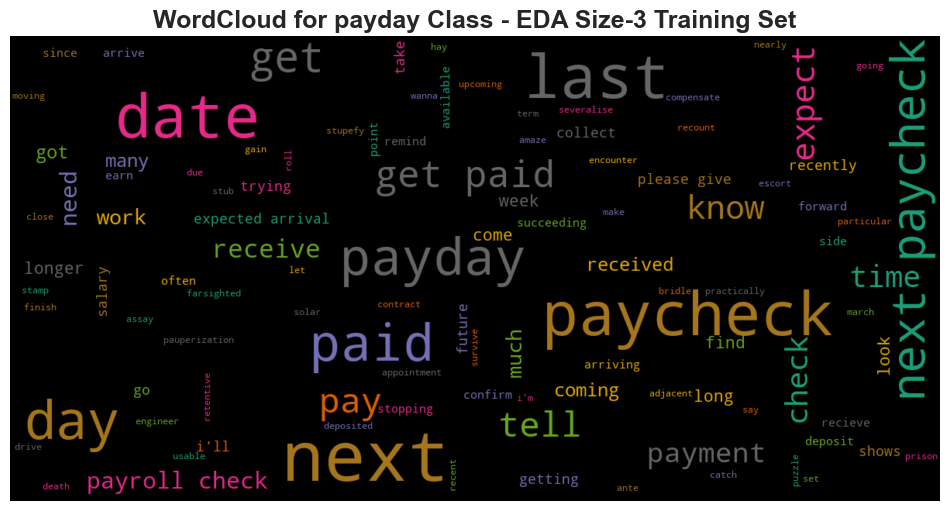 WordCloud for payday Class - EDA Size-3 Training Set
since
arrive
get
take
hay
last
nearly
going
expect
next paycheck
moving
date
wanna
available
upcoming
compensate
term
severalise
recount
stupefy
point
remind
amaze
collect
got
many
gain
roll
encounter
recently
earn
due
need
stub
trying
get paid
please give
escort
week
know
forward
close
work
expected arrival
succeeding
make
particular
receive
come
side
payday
longer
salary
often
let
received
time
stamp
farsighted
bridle
practically
finish
contract
paycheck
march
assay
solar
pauperization
paid
future
survive
much
find
check
look
arriving
appointment
go
retentive
pay
stopping
confirm
i'm
coming
adjacent
long
say
day
engineer
deposited
tell
recieve
drive
i'll
usable
next
recent
payment
deposit
shows
prison
death
payroll check
getting
ante
catch
puzzle
set